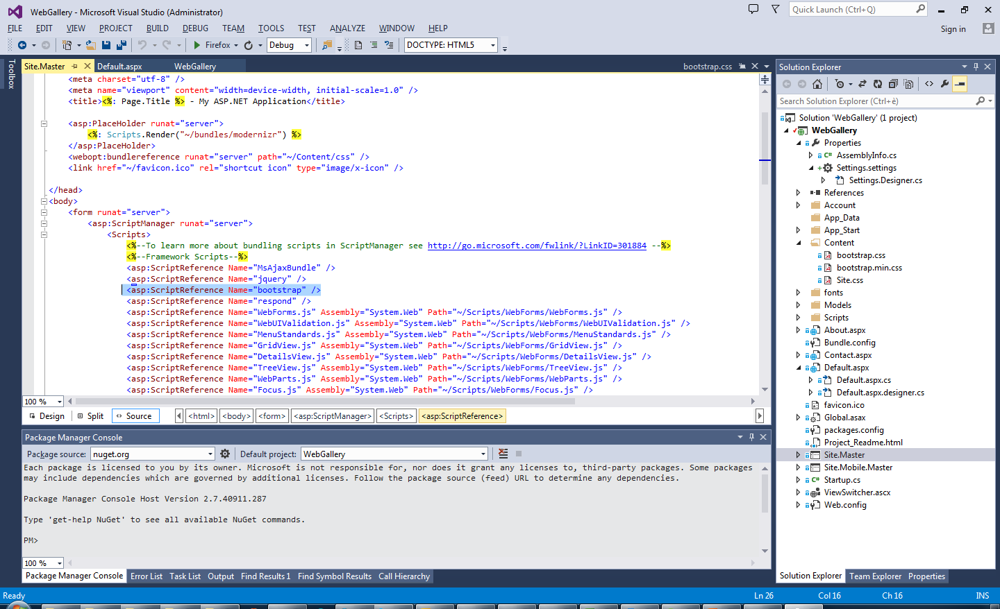 WebGallery - Microsoft Visual Studio (Administrator)
Quick Launch (Ctrl+Q)
FILE EDIT VIEW PROJECT BUILD DEBUG TEAM TOOLS TEST ANALYZE WINDOW HELP
Sign in
Firefox Debug DOCTYPE: HTML5
Toolbox
Site.Master Default.aspx WebGallery bootstrap.css
<meta charset="utf-8" />
<meta name="viewport" content="width=device-width, initial-scale=1.0" />
<title><%: Page.Title %> - My ASP.NET Application</title>
<asp:PlaceHolder runat="server">
<%: Scripts.Render("~/bundles/modernizr") %>
</asp:PlaceHolder>
<webopt:bundlereference runat="server" path="~/Content/css" />
<link href="~/favicon.ico" rel="shortcut icon" type="image/x-icon" />
</head>
<body>
<form runat="server">
<asp:ScriptManager runat="server">
<Scripts>
<%--To learn more about bundling scripts in ScriptManager see http://go.microsoft.com/fwlink/?LinkID=301884 --%>
<%--Framework Scripts--%>
<asp:ScriptReference Name="MsAjaxBundle" />
<asp:ScriptReference Name="jquery" />
<asp:ScriptReference Name="bootstrap" />
<asp:ScriptReference Name="respond" />
<asp:ScriptReference Name="WebForms.js" Assembly="System.Web" Path="~/Scripts/WebForms/WebForms.js" />
<asp:ScriptReference Name="WebUIValidation.js" Assembly="System.Web" Path="~/Scripts/WebForms/WebUIValidation.js" />
<asp:ScriptReference Name="MenuStandards.js" Assembly="System.Web" Path="~/Scripts/WebForms/MenuStandards.js" />
<asp:ScriptReference Name="GridView.js" Assembly="System.Web" Path="~/Scripts/WebForms/GridView.js" />
<asp:ScriptReference Name="DetailsView.js" Assembly="System.Web" Path="~/Scripts/WebForms/DetailsView.js" />
<asp:ScriptReference Name="TreeView.js" Assembly="System.Web" Path="~/Scripts/WebForms/TreeView.js" />
<asp:ScriptReference Name="WebParts.js" Assembly="System.Web" Path="~/Scripts/WebForms/WebParts.js" />
<asp:ScriptReference Name="Focus.js" Assembly="System.Web" Path="~/Scripts/WebForms/Focus.js" />
100 %
Design Split Source <html> <body> <form> <asp:ScriptManager> <Scripts> <asp:ScriptReference>
Package Manager Console
Package source: nuget.org Default project: WebGallery
Each package is licensed to you by its owner. Microsoft is not responsible for, nor does it grant any licenses to, third-party packages. Some packages
may include dependencies which are governed by additional licenses. Follow the package source (feed) URL to determine any dependencies.
Package Manager Console Host Version 2.7.40911.287
Type 'get-help NuGet' to see all available NuGet commands.
PM>
100 %
Package Manager Console Error List Task List Output Find Results 1 Find Symbol Results Call Hierarchy
Solution Explorer
Search Solution Explorer (Ctrl+è)
Solution 'WebGallery' (1 project)
WebGallery
Properties
C# AssemblyInfo.cs
Settings.settings
Settings.Designer.cs
References
Account
App_Data
App_Start
Content
bootstrap.css
bootstrap.min.css
Site.css
fonts
Models
Scripts
About.aspx
Bundle.config
Contact.aspx
Default.aspx
Default.aspx.cs
Default.aspx.designer.cs
favicon.ico
Global.asax
packages.config
Project_Readme.html
Site.Master
Site.Mobile.Master
C# Startup.cs
ViewSwitcher.ascx
Web.config
Solution Explorer Team Explorer Properties
Ready Ln 26 Col 16 Ch 16 INS